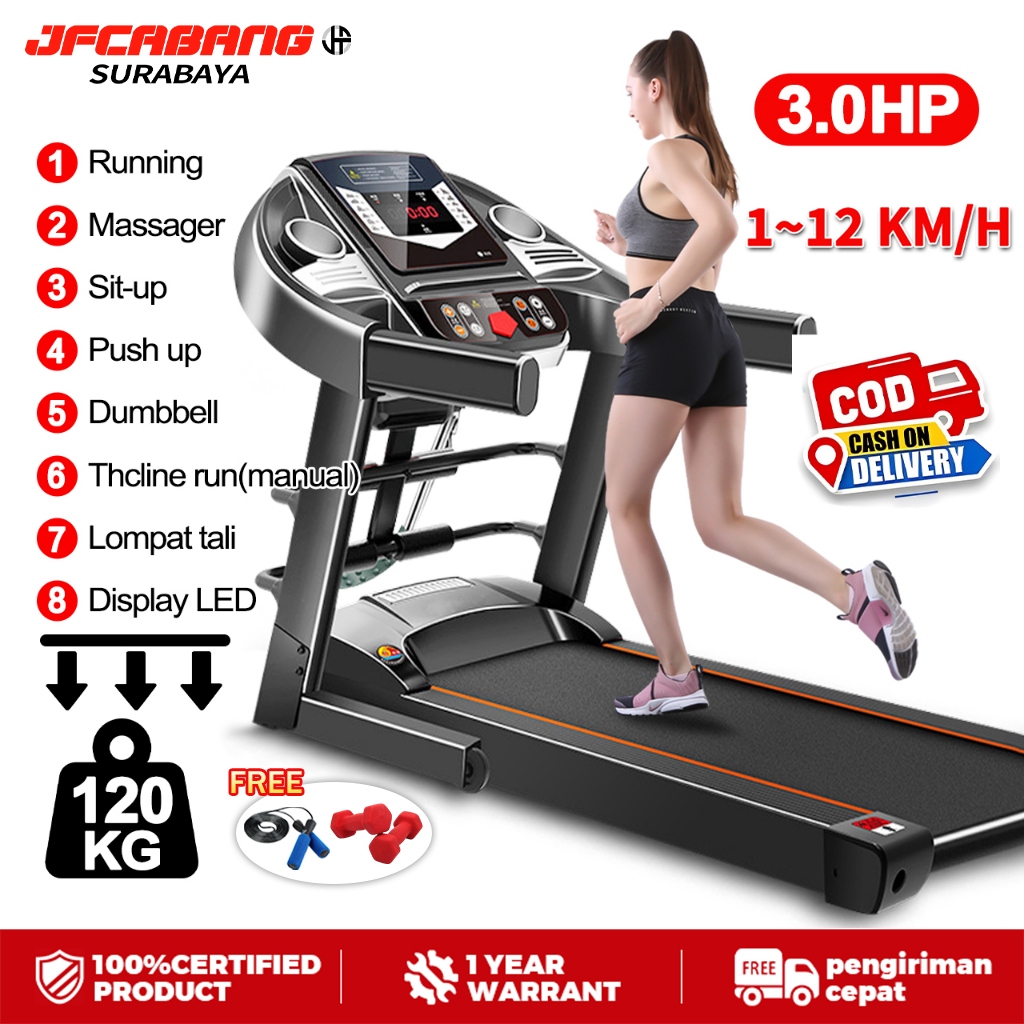 JFCABANG
SURABAYA
3.0HP
1~12 KM/H
1 Running
2 Massager
3 Sit-up
4 Push up
5 Dumbbell
6 Thcline run(manual)
7 Lompat tali
8 Display LED
COD
CASH ON
DELIVERY
120
KG
FREE
100%CERTIFIED
PRODUCT
1 YEAR
WARRANT
FREE
pengiriman
cepat